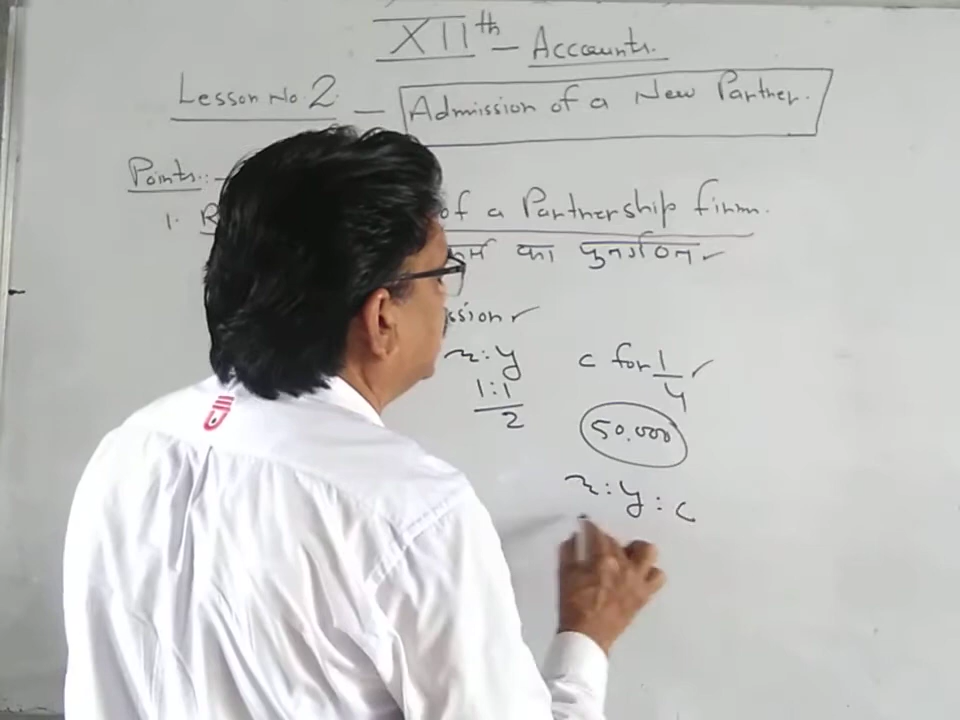 XIIth - Accounts.
Lesson No. 2 - Admission of a New Partner.
Points :-
1. R of a Partnership firm.
का पुनर्गठन ✓
ssion ✓
x : y
1 : 1
2
C for 1/4 ✓
50,000
x : y : c